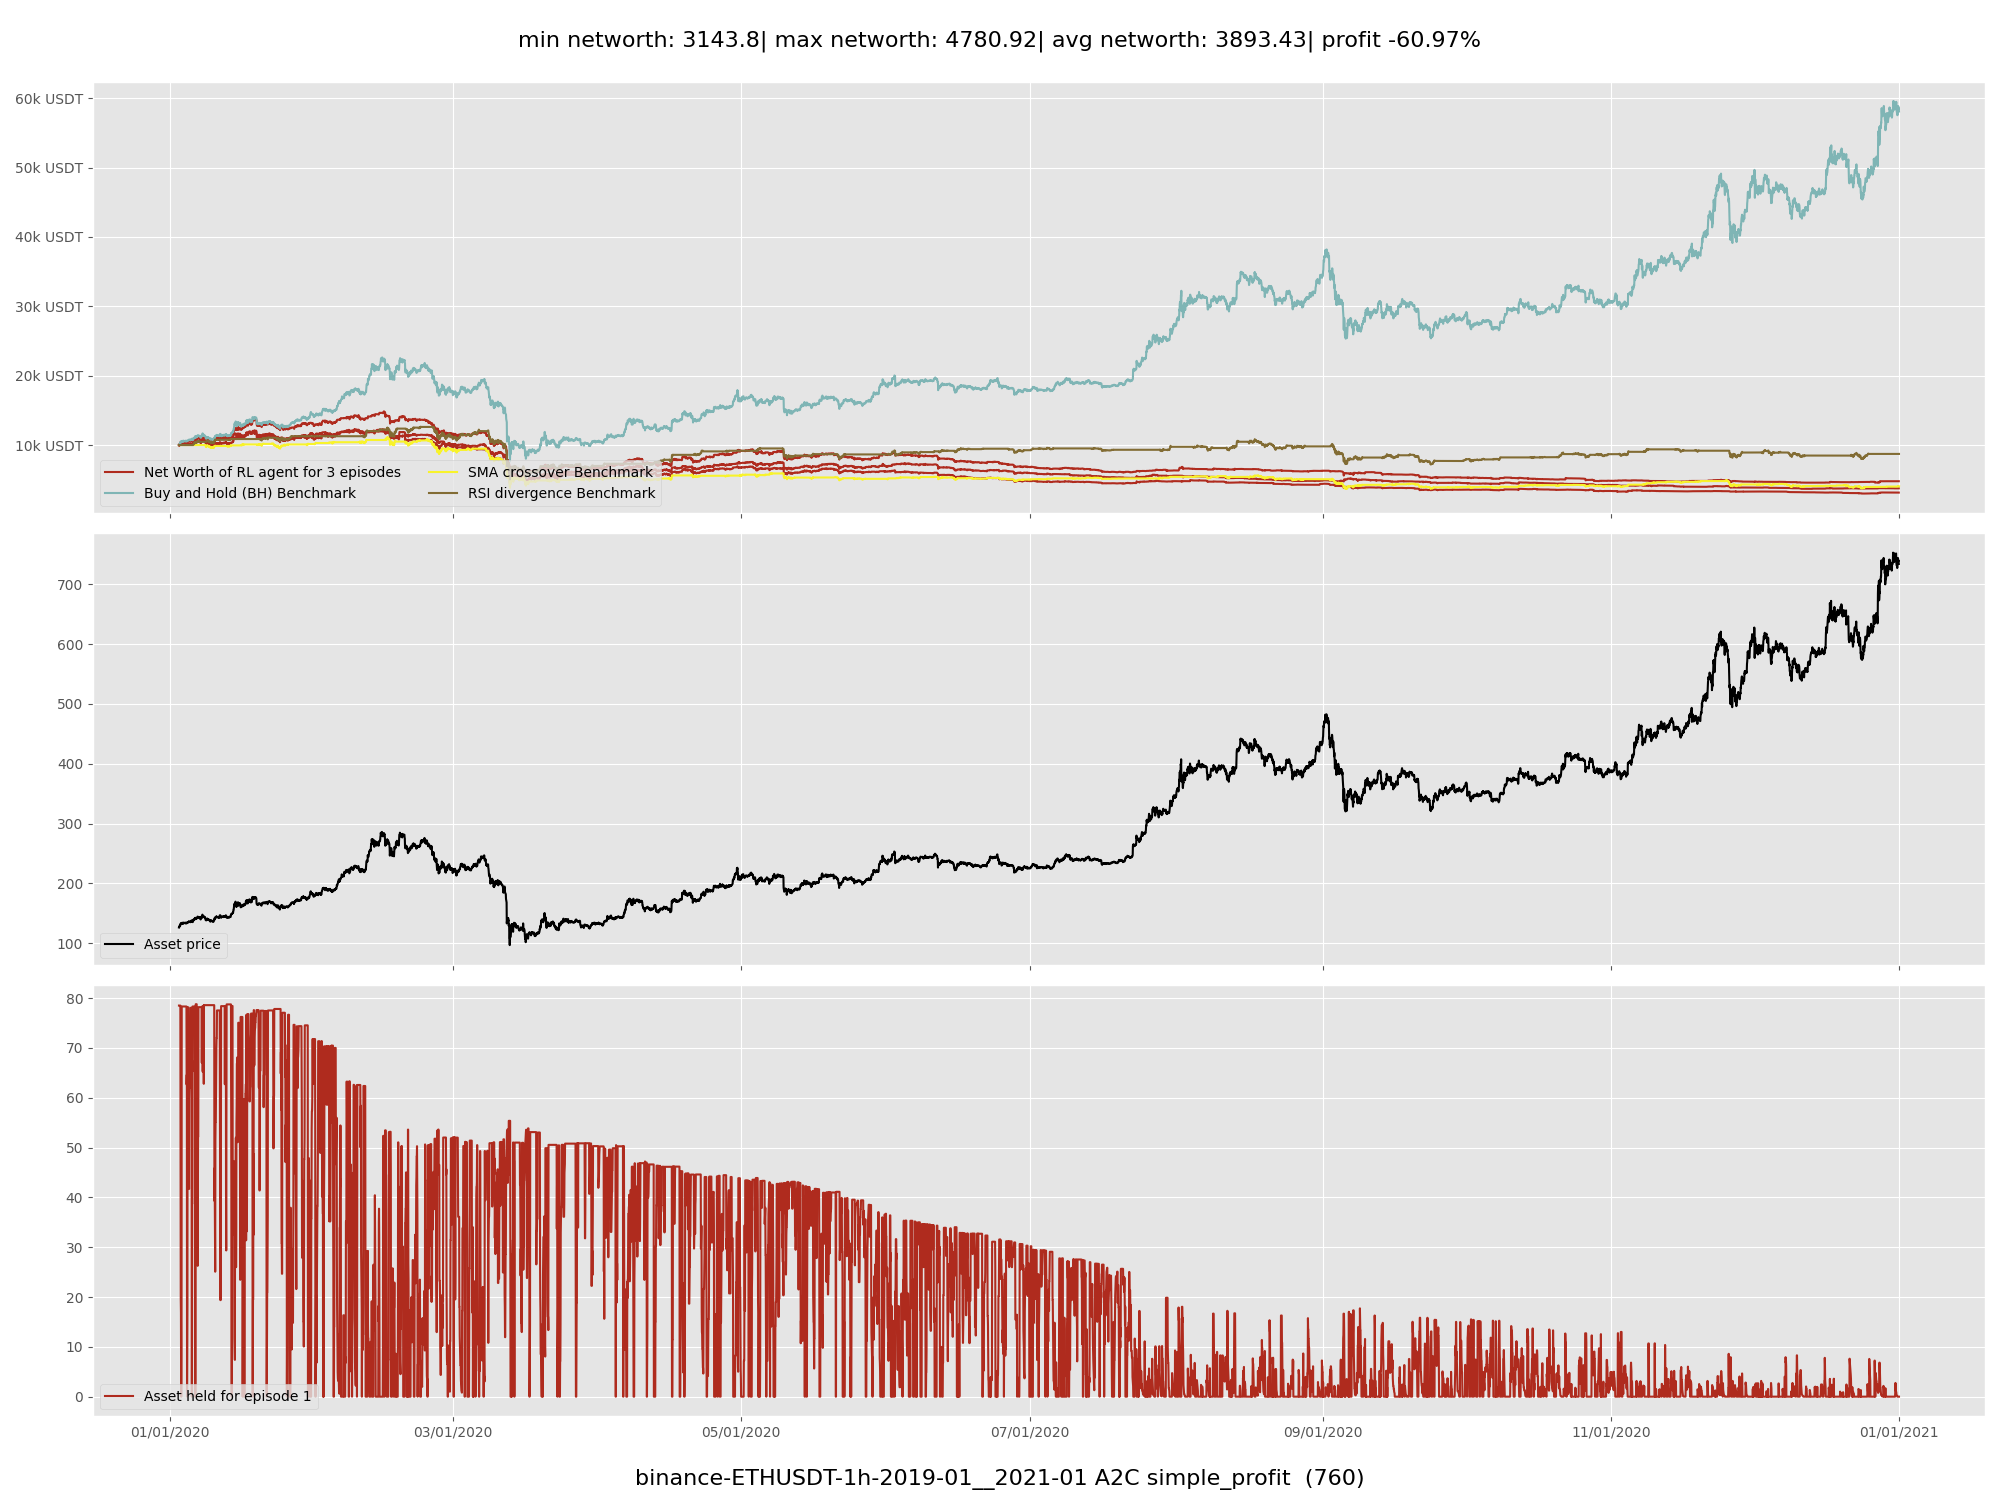 min networth: 3143.8| max networth: 4780.92| avg networth: 3893.43| profit -60.97%
60k USDT
50k USDT
40k USDT
30k USDT
20k USDT
10k USDT
Net Worth of RL agent for 3 episodes
Buy and Hold (BH) Benchmark
SMA crossover Benchmark
RSI divergence Benchmark
700
600
500
400
300
200
100
Asset price
80
70
60
50
40
30
20
10
0
Asset held for episode 1
01/01/2020 03/01/2020 05/01/2020 07/01/2020 09/01/2020 11/01/2020 01/01/2021
binance-ETHUSDT-1h-2019-01__2021-01 A2C simple_profit (760)